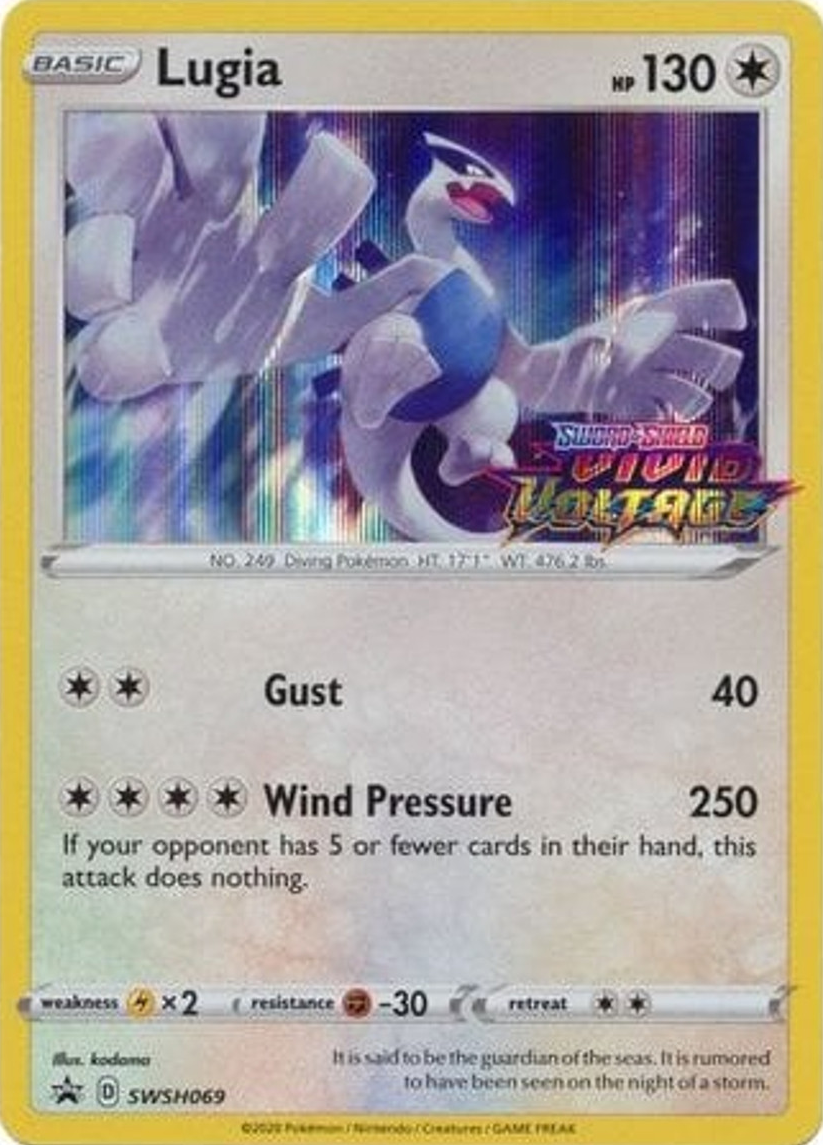 BASIC Lugia HP 130
SWORD & SHIELD
VIVID
VOLTAGE
NO. 249 Diving Pokémon HT. 17'1" WT. 476.2 lbs.
Gust 40
Wind Pressure 250
If your opponent has 5 or fewer cards in their hand, this
attack does nothing.
weakness ×2 resistance -30 retreat
Illus. kodama
It is said to be the guardian of the seas. It is rumored
to have been seen on the night of a storm.
D SWSH069
©2020 Pokémon / Nintendo / Creatures / GAME FREAK